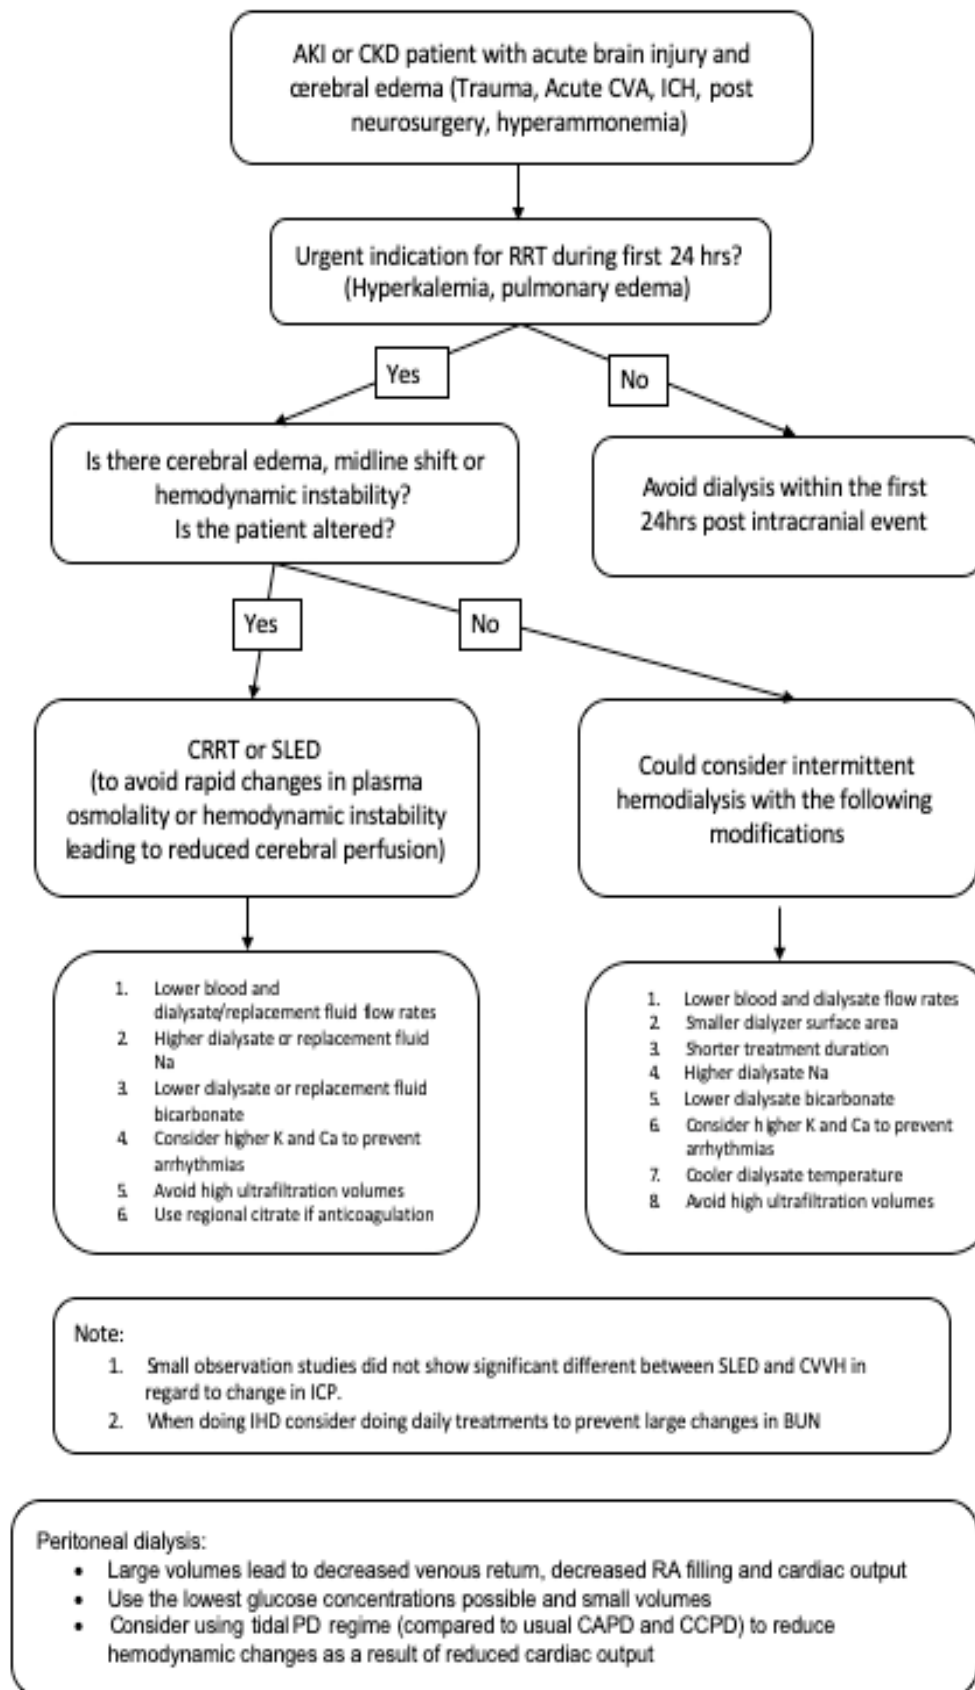 AKI or CKD patient with acute brain injury and
cerebral edema (Trauma, Acute CVA, ICH, post
neurosurgery, hyperammonemia)
Urgent indication for RRT during first 24 hrs?
(Hyperkalemia, pulmonary edema)
Yes
No
Is there cerebral edema, midline shift or
hemodynamic instability?
Is the patient altered?
Avoid dialysis within the first
24hrs post intracranial event
Yes
No
CRRT or SLED
(to avoid rapid changes in plasma
osmolality or hemodynamic instability
leading to reduced cerebral perfusion)
Could consider intermittent
hemodialysis with the following
modifications
1. Lower blood and
dialysate/replacement fluid flow rates
2. Higher dialysate or replacement fluid
Na
3. Lower dialysate or replacement fluid
bicarbonate
4. Consider higher K and Ca to prevent
arrhythmias
5. Avoid high ultrafiltration volumes
6. Use regional citrate if anticoagulation
1. Lower blood and dialysate flow rates
2. Smaller dialyzer surface area
3. Shorter treatment duration
4. Higher dialysate Na
5. Lower dialysate bicarbonate
6. Consider higher K and Ca to prevent
arrhythmias
7. Cooler dialysate temperature
8. Avoid high ultrafiltration volumes
Note:
1. Small observation studies did not show significant different between SLED and CVVH in
regard to change in ICP.
2. When doing IHD consider doing daily treatments to prevent large changes in BUN
Peritoneal dialysis:
• Large volumes lead to decreased venous return, decreased RA filling and cardiac output
• Use the lowest glucose concentrations possible and small volumes
• Consider using tidal PD regime (compared to usual CAPD and CCPD) to reduce
hemodynamic changes as a result of reduced cardiac output